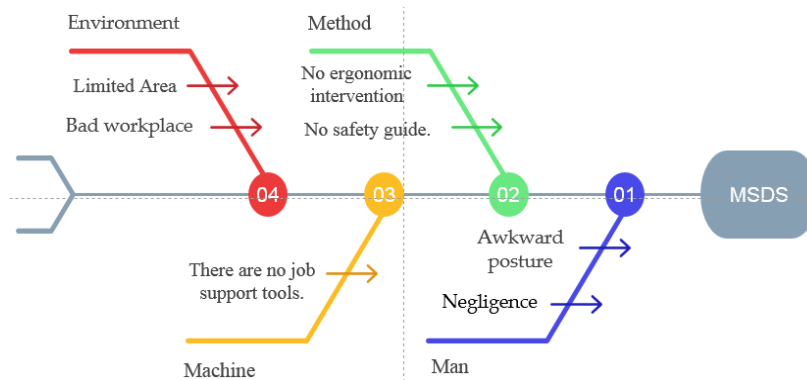 Environment
Method
Limited Area
Bad workplace
No ergonomic
intervention
No safety guide.
04
03
02
01
MSDS
There are no job
support tools.
Awkward
posture
Negligence
Machine
Man